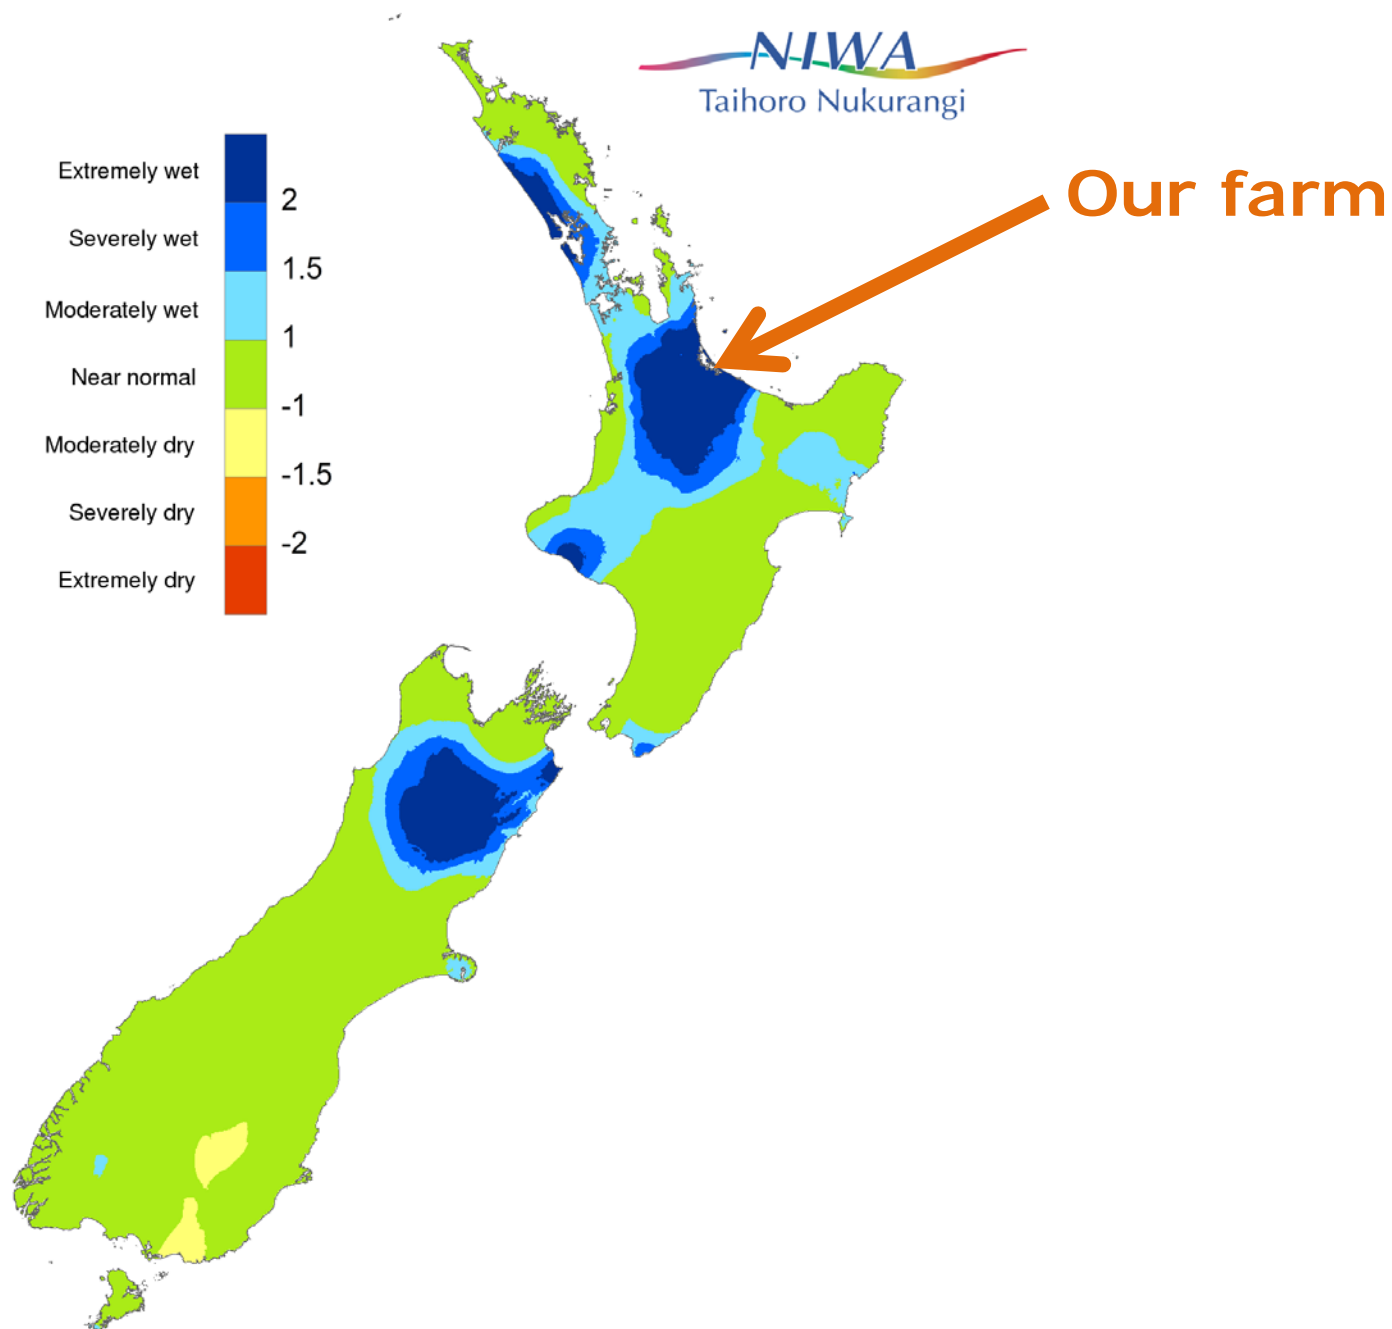 NIWA
Taihoro Nukurangi
Our farm
Extremely wet
2
Severely wet
1.5
Moderately wet
1
Near normal
-1
Moderately dry
-1.5
Severely dry
-2
Extremely dry